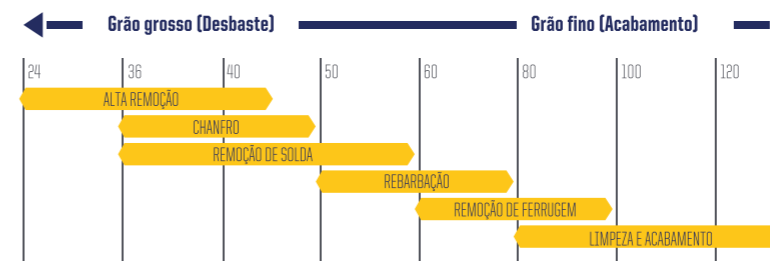 Grão grosso (Desbaste) Grão fino (Acabamento)
24 36 40 50 60 80 100 120
ALTA REMOÇÃO
CHANFRO
REMOÇÃO DE SOLDA
REBARBAÇÃO
REMOÇÃO DE FERRUGEM
LIMPEZA E ACABAMENTO